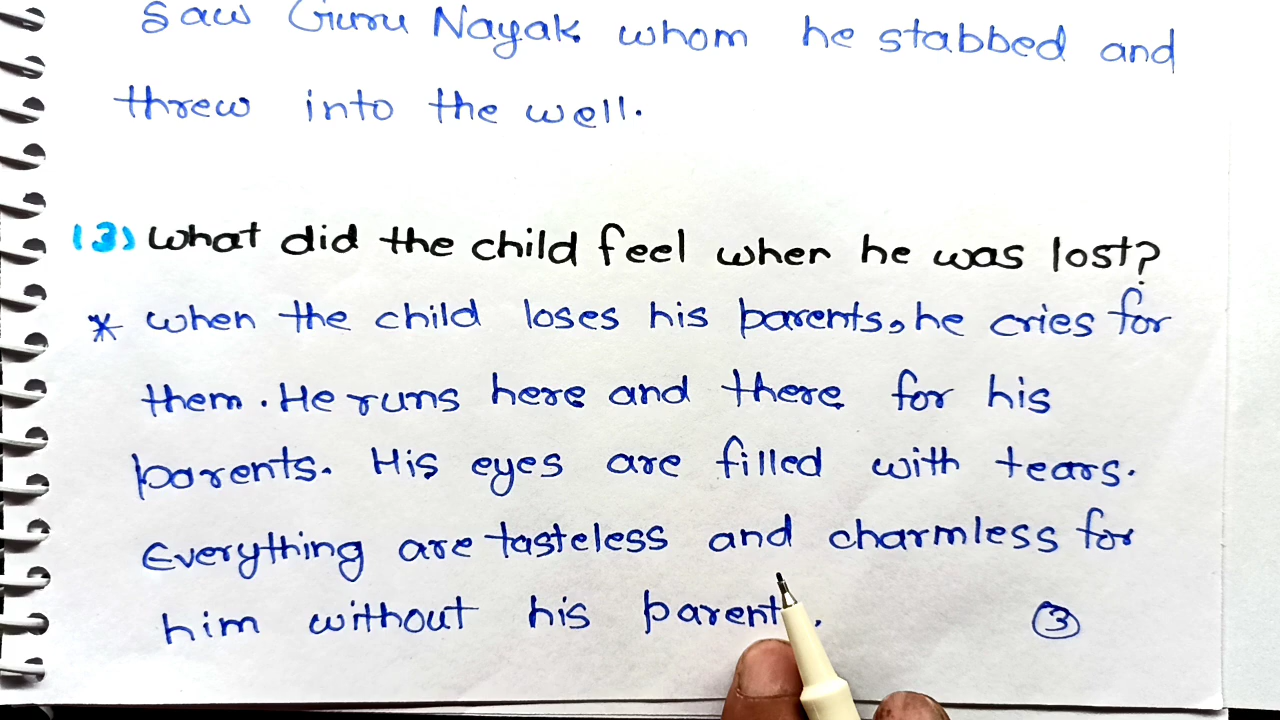 saw Guru Nayak whom he stabbed and
threw into the well.
(3) What did the child feel when he was lost?
* when the child loses his parents, he cries for
them. He runs here and there for his
parents. His eyes are filled with tears.
Everything are tasteless and charmless for
him without his parent.
3